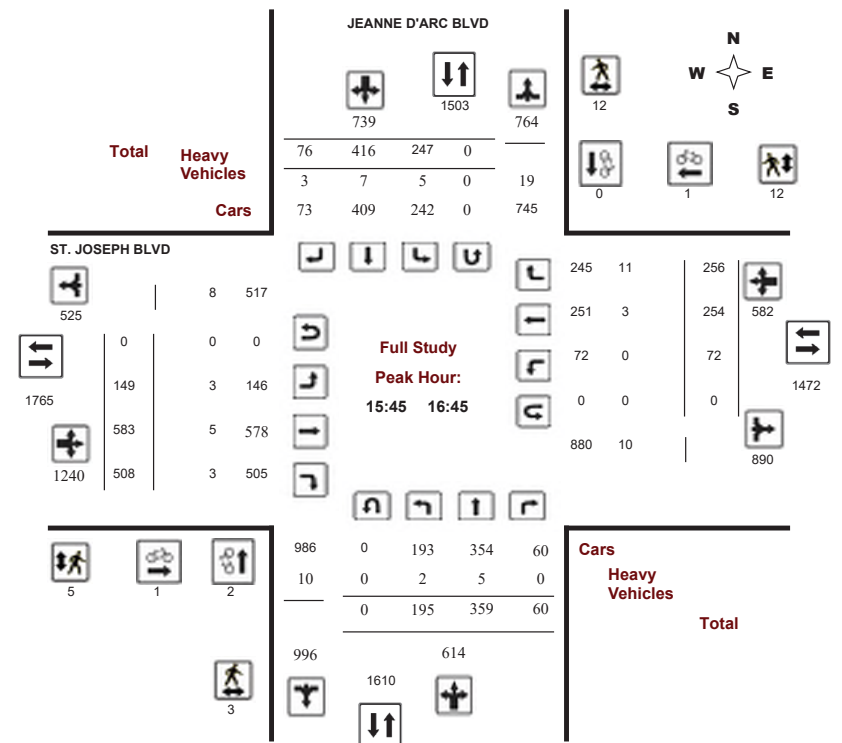 JEANNE D'ARC BLVD
N
W E
S
1503
12
739 764
Total Heavy Vehicles
Cars
76 416 247 0
3 7 5 0 19
73 409 242 0 745
0 1 12
ST. JOSEPH BLVD
525
8 517
245 11 256
582
251 3 254
0 0 0
72 0 72
1765
149 3 146
1472
0 0 0
583 5 578
880 10
890
1240
508 3 505
Full Study
Peak Hour:
15:45 16:45
986 0 193 354 60
10 0 2 5 0
0 195 359 60
5 1 2
Cars
Heavy
Vehicles
Total
996 614
1610
3